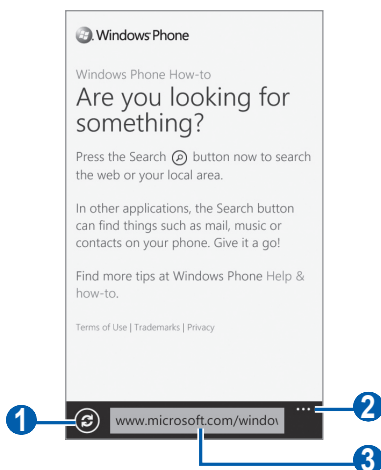 Windows Phone
Windows Phone How-to
Are you looking for
something?
Press the Search button now to search
the web or your local area.
In other applications, the Search button
can find things such as mail, music or
contacts on your phone. Give it a go!
Find more tips at Windows Phone Help &
how-to.
Terms of Use | Trademarks | Privacy
1
2
www.microsoft.com/window
3